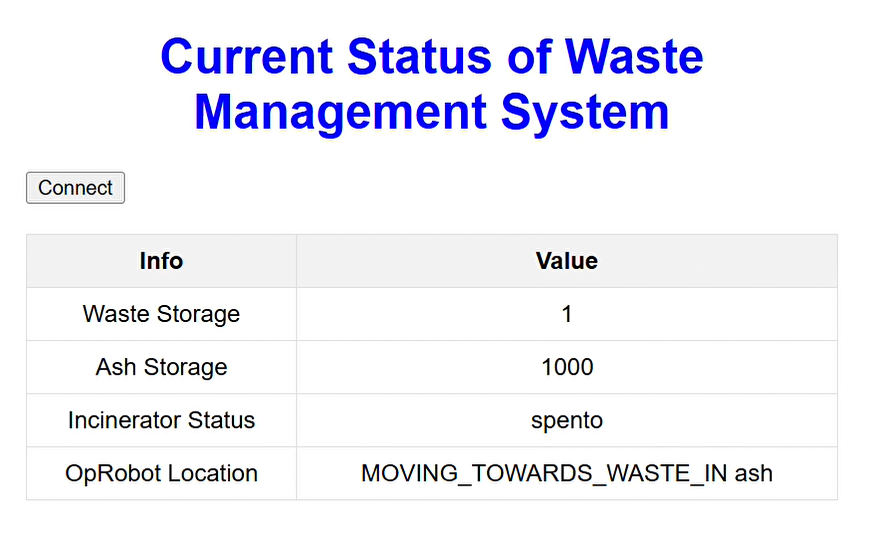 Current Status of Waste
Management System
Connect
Info Value
Waste Storage 1
Ash Storage 1000
Incinerator Status spento
OpRobot Location MOVING_TOWARDS_WASTE_IN ash